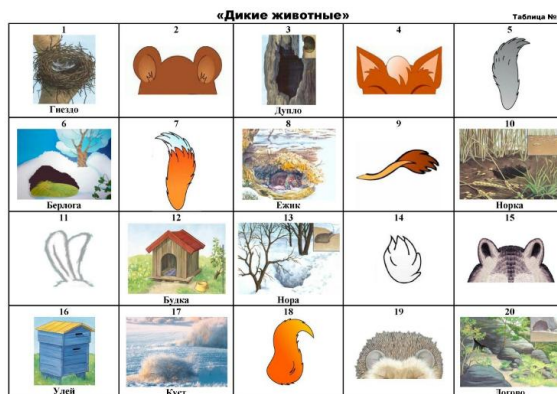 «Дикие животные»
Таблица №
1 2 3 4 5
Гнездо Дупло
6 7 8 9 10
Берлога Ежик Норка
11 12 13 14 15
Будка Нора
16 17 18 19 20
Улей Куст Логово